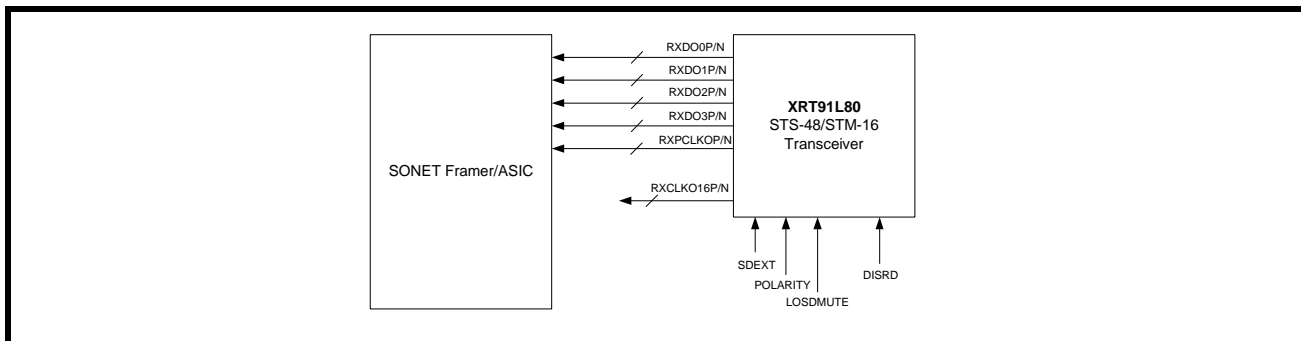 SONET Framer/ASIC
RXDO0P/N
RXDO1P/N
RXDO2P/N
RXDO3P/N
RXPCLKOP/N
RXCLKO16P/N
XRT91L80
STS-48/STM-16
Transceiver
SDEXT
POLARITY
LOSDMUTE
DISRD